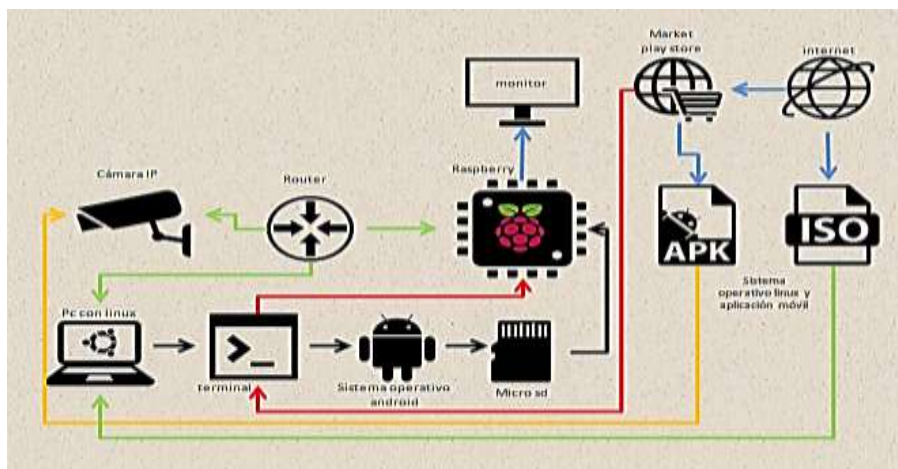 Market
play store
internet
monitor
Cámara IP
Router
Raspberry
APK
ISO
Sistema
operativo linux y
aplicación móvil
Pc con linux
>_
terminal
Sistema operativo
android
Micro sd